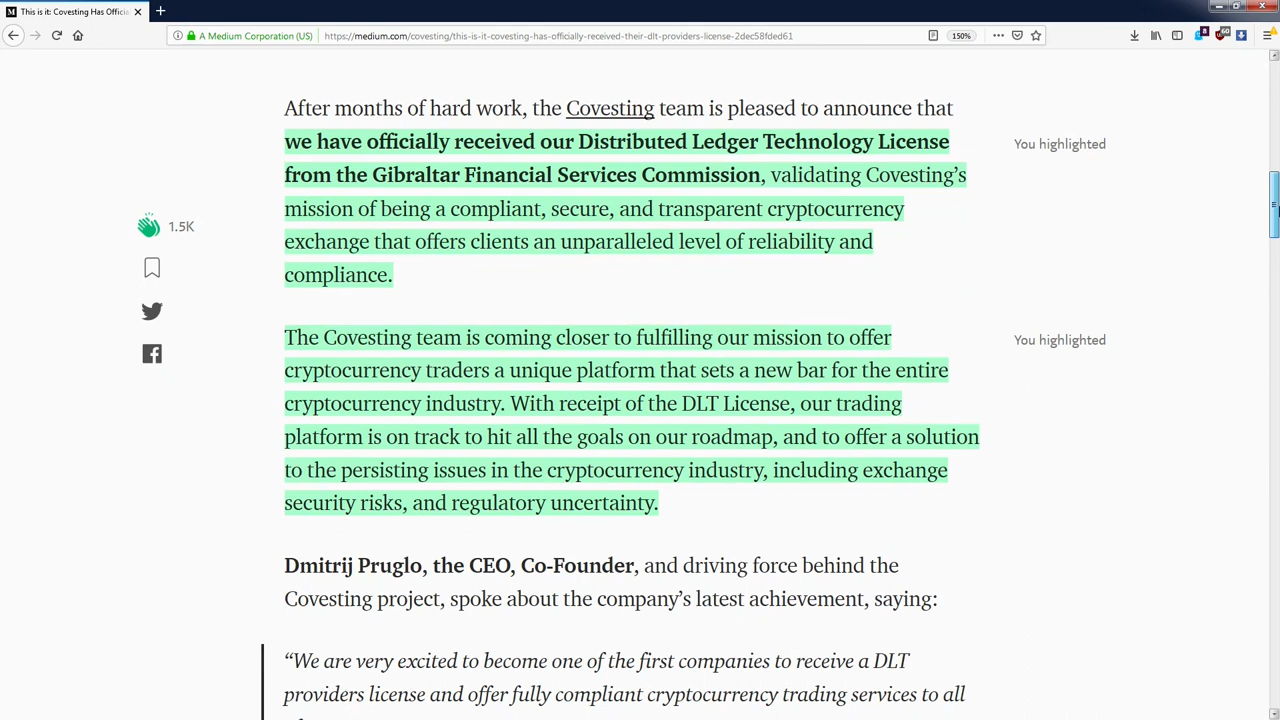 This is it: Covesting Has Officia
A Medium Corporation (US)
https://medium.com/covesting/this-is-it-covesting-has-officially-received-their-dlt-providers-license-2dec58fded61
150%
8
60
After months of hard work, the Covesting team is pleased to announce that
we have officially received our Distributed Ledger Technology License
You highlighted
from the Gibraltar Financial Services Commission, validating Covesting’s
mission of being a compliant, secure, and transparent cryptocurrency
1.5K
exchange that offers clients an unparalleled level of reliability and
compliance.
The Covesting team is coming closer to fulfilling our mission to offer
You highlighted
cryptocurrency traders a unique platform that sets a new bar for the entire
cryptocurrency industry. With receipt of the DLT License, our trading
platform is on track to hit all the goals on our roadmap, and to offer a solution
to the persisting issues in the cryptocurrency industry, including exchange
security risks, and regulatory uncertainty.
Dmitrij Pruglo, the CEO, Co-Founder, and driving force behind the
Covesting project, spoke about the company’s latest achievement, saying:
“We are very excited to become one of the first companies to receive a DLT
providers license and offer fully compliant cryptocurrency trading services to all